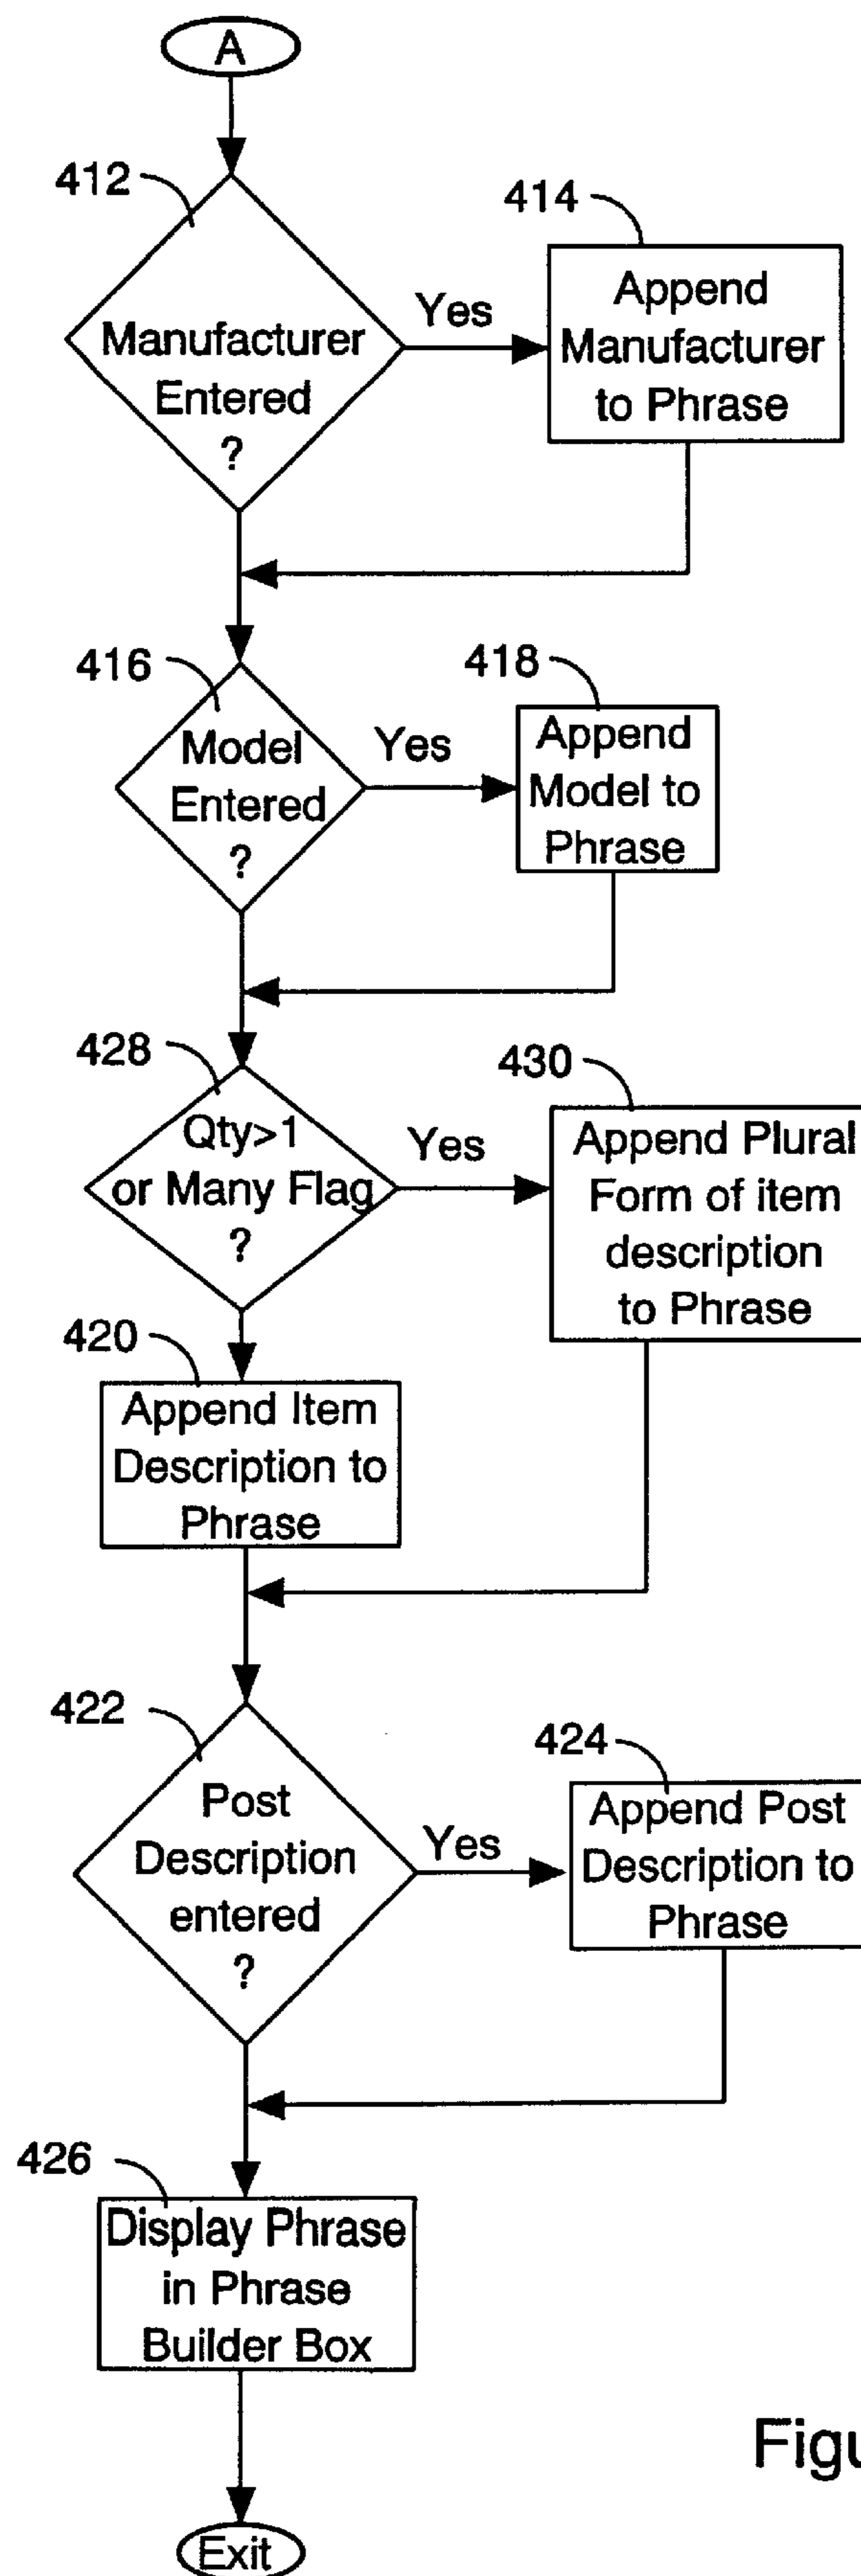 A
412
Manufacturer
Entered
?
Yes
414
Append
Manufacturer
to Phrase
416
Model
Entered
?
Yes
418
Append
Model to
Phrase
428
Qty>1
or Many Flag
?
Yes
430
Append Plural
Form of item
description
to Phrase
420
Append Item
Description to
Phrase
422
Post
Description
entered
?
Yes
424
Append Post
Description to
Phrase
426
Display Phrase
in Phrase
Builder Box
Exit